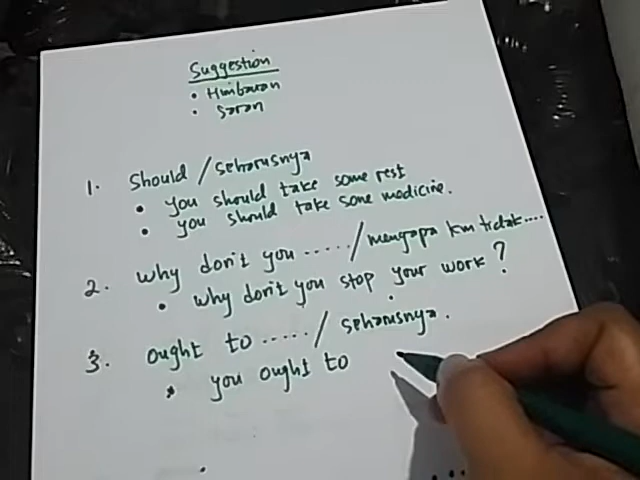 Suggestion
• Himbauan
• Saran
1. Should / seharusnya
• you should take some rest
• you should take some medicine.
2. why don't you ...../mengapa km tidak....
• why don't you stop your work?
3. ought to ...../ seharusnya.
• you ought to